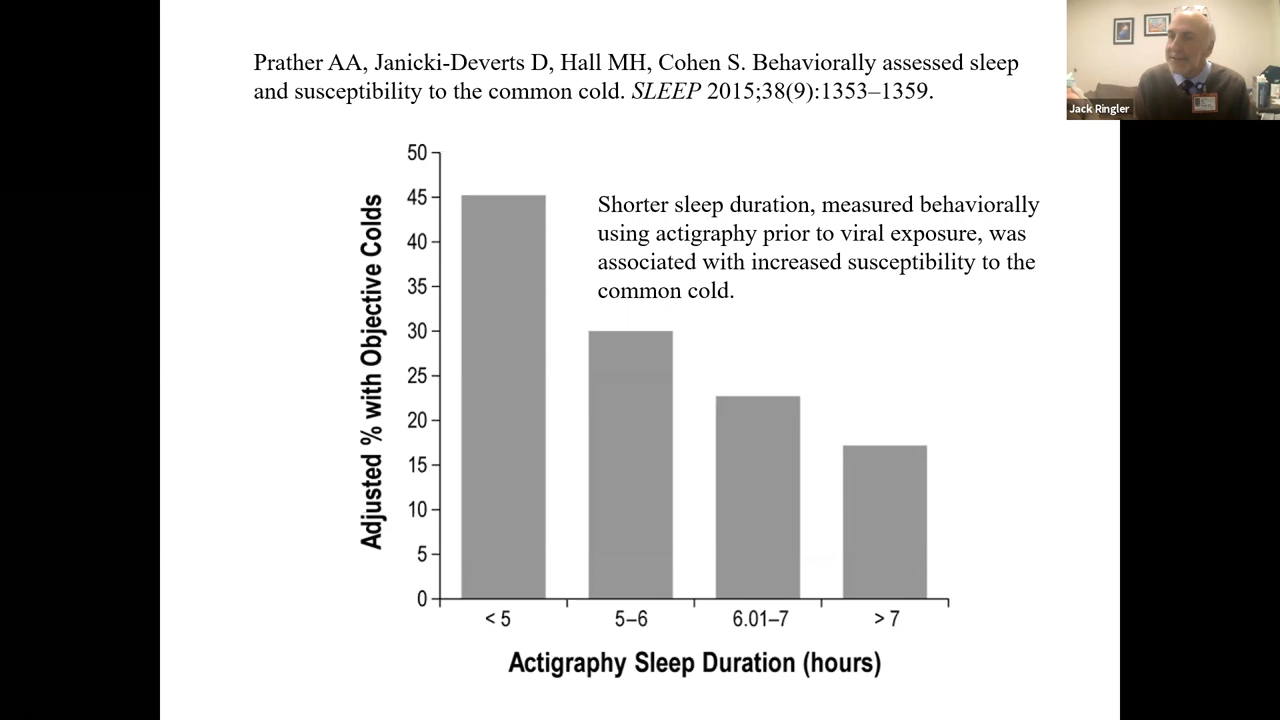 Prather AA, Janicki-Deverts D, Hall MH, Cohen S. Behaviorally assessed sleep
and susceptibility to the common cold. SLEEP 2015;38(9):1353–1359.
Jack Ringler
Shorter sleep duration, measured behaviorally
using actigraphy prior to viral exposure, was
associated with increased susceptibility to the
common cold.
Adjusted % with Objective Colds
50
45
40
35
30
25
20
15
10
5
0
< 5 5–6 6.01–7 > 7
Actigraphy Sleep Duration (hours)